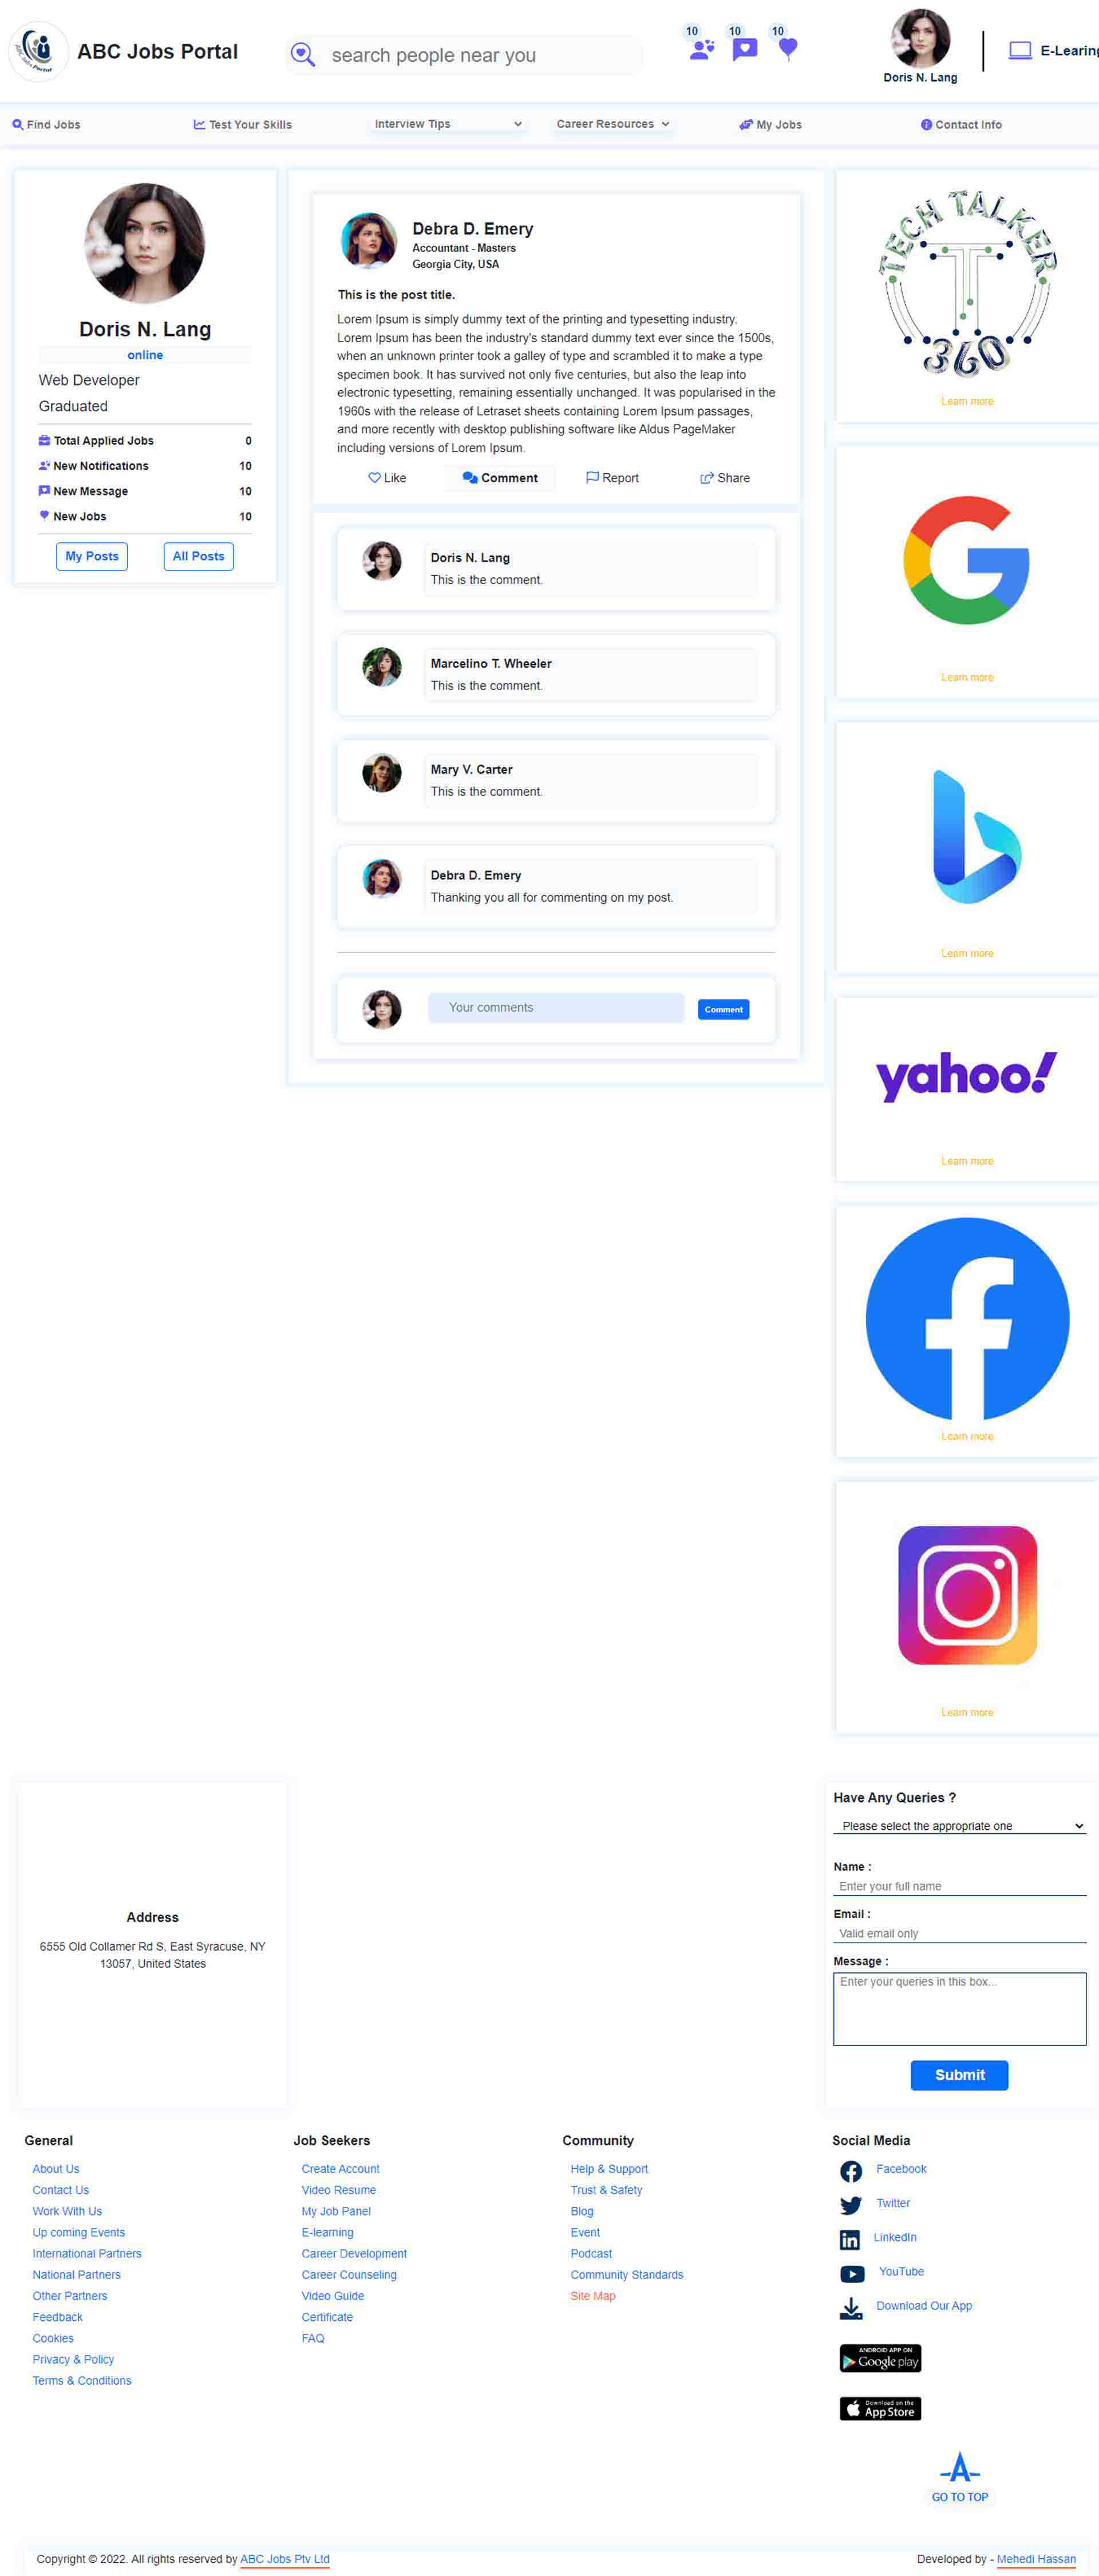 ABC Jobs Portal
search people near you
10
10
10
Doris N. Lang
E-Learing
Find Jobs
Test Your Skills
Interview Tips
Career Resources
My Jobs
Contact Info
Doris N. Lang
online
Web Developer
Graduated
Total Applied Jobs 0
New Notifications 10
New Message 10
New Jobs 10
My Posts
All Posts
Debra D. Emery
Accountant - Masters
Georgia City, USA
This is the post title.
Lorem Ipsum is simply dummy text of the printing and typesetting industry.
Lorem Ipsum has been the industry's standard dummy text ever since the 1500s,
when an unknown printer took a galley of type and scrambled it to make a type
specimen book. It has survived not only five centuries, but also the leap into
electronic typesetting, remaining essentially unchanged. It was popularised in the
1960s with the release of Letraset sheets containing Lorem Ipsum passages,
and more recently with desktop publishing software like Aldus PageMaker
including versions of Lorem Ipsum.
Like
Comment
Report
Share
Doris N. Lang
This is the comment.
Marcelino T. Wheeler
This is the comment.
Mary V. Carter
This is the comment.
Debra D. Emery
Thanking you all for commenting on my post.
Your comments
Comment
TECH TALKER
T
360
Learn more
Learn more
Learn more
yahoo!
Learn more
Learn more
Learn more
Address
6555 Old Collamer Rd S, East Syracuse, NY
13057, United States
Have Any Queries ?
Please select the appropriate one
Name :
Enter your full name
Email :
Valid email only
Message :
Enter your queries in this box...
Submit
General
About Us
Contact Us
Work With Us
Up coming Events
International Partners
National Partners
Other Partners
Feedback
Cookies
Privacy & Policy
Terms & Conditions
Job Seekers
Create Account
Video Resume
My Job Panel
E-learning
Career Development
Career Counseling
Video Guide
Certificate
FAQ
Community
Help & Support
Trust & Safety
Blog
Event
Podcast
Community Standards
Site Map
Social Media
Facebook
Twitter
LinkedIn
YouTube
Download Our App
ANDROID APP ON
Google play
Download on the
App Store
GO TO TOP
Copyright © 2022. All rights reserved by ABC Jobs Ptv Ltd
Developed by - Mehedi Hassan